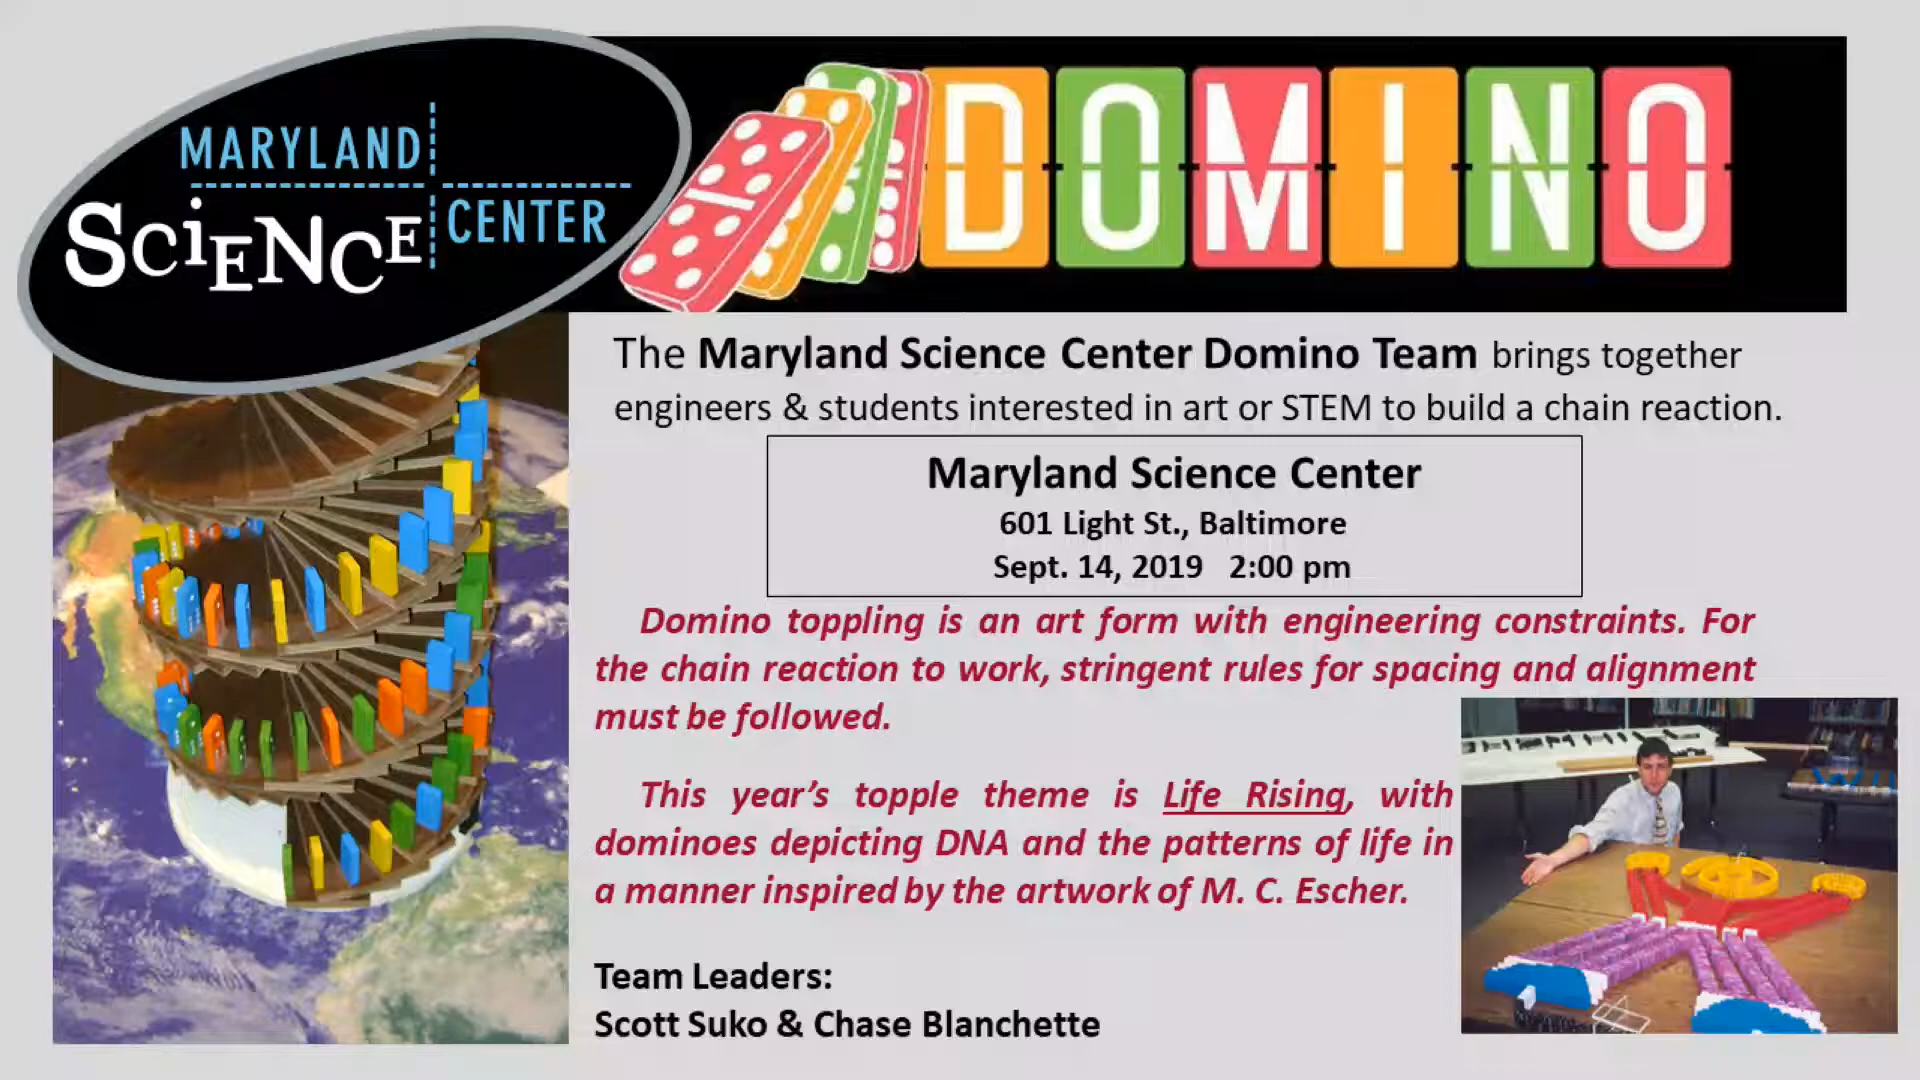 MARYLAND
SCiENCE CENTER
DOMINO
The Maryland Science Center Domino Team brings together
engineers & students interested in art or STEM to build a chain reaction.
Maryland Science Center
601 Light St., Baltimore
Sept. 14, 2019 2:00 pm
Domino toppling is an art form with engineering constraints. For
the chain reaction to work, stringent rules for spacing and alignment
must be followed.
This year’s topple theme is Life Rising, with
dominoes depicting DNA and the patterns of life in
a manner inspired by the artwork of M. C. Escher.
Team Leaders:
Scott Suko & Chase Blanchette